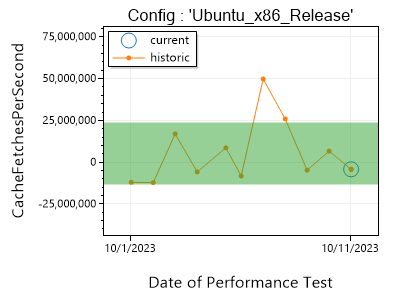 Config : 'Ubuntu_x86_Release'
75,000,000
50,000,000
25,000,000
0
-25,000,000
CacheFetchesPerSecond
current
historic
10/1/2023
10/11/2023
Date of Performance Test